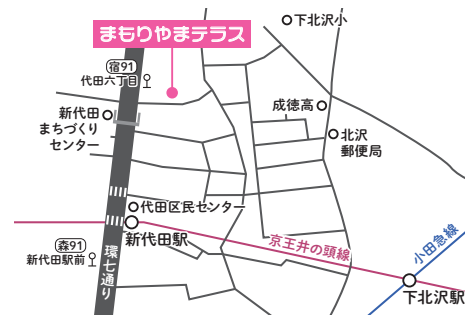 下北沢小
まもりやまテラス
宿91
代田六丁目
成徳高
新代田
まちづくり
センター
北沢
郵便局
代田区民センター
新代田駅
京王井の頭線
小田急線
森91
新代田駅前
環七通り
下北沢駅